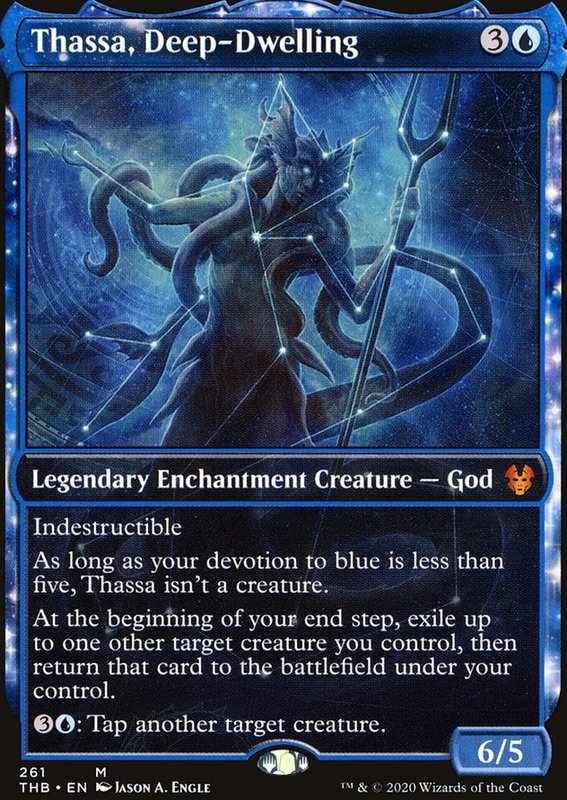 Thassa, Deep-Dwelling 3
Legendary Enchantment Creature — God
Indestructible
As long as your devotion to blue is less than
five, Thassa isn't a creature.
At the beginning of your end step, exile up
to one other target creature you control, then
return that card to the battlefield under your
control.
3: Tap another target creature.
6/5
261 M
THB • EN Jason A. Engle
™ & © 2020 Wizards of the Coast